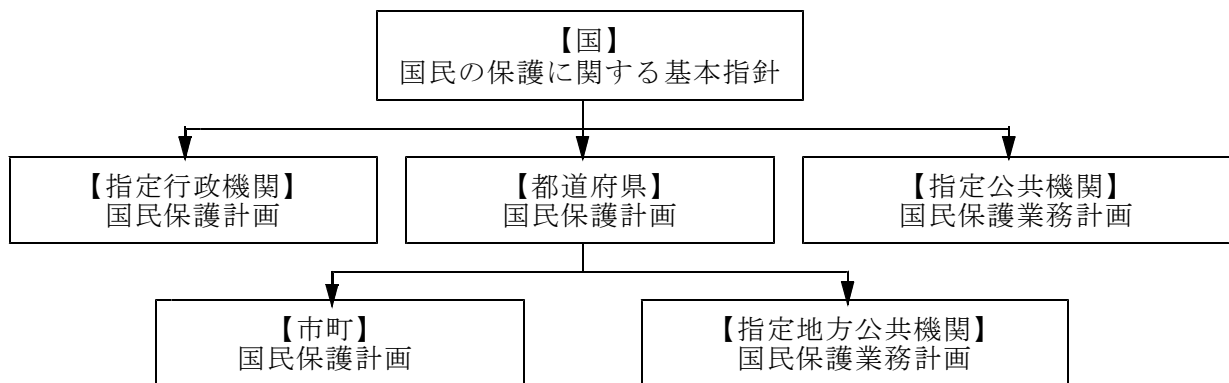 【国】
国民の保護に関する基本指針
【指定行政機関】
国民保護計画
【都道府県】
国民保護計画
【指定公共機関】
国民保護業務計画
【市町】
国民保護計画
【指定地方公共機関】
国民保護業務計画